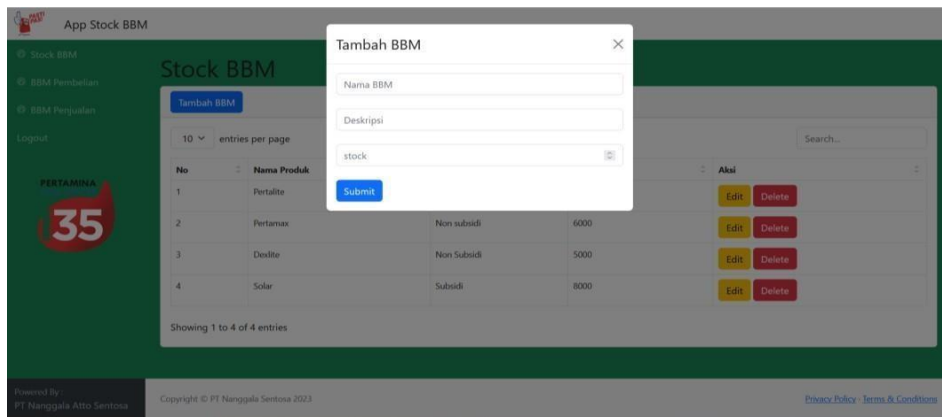 PASTI PAS!
App Stock BBM
Stock BBM
BBM Pembelian
BBM Penjualan
Logout
PERTAMINA
35
Powered By :
PT Nanggala Atto Sentosa
Stock BBM
Tambah BBM
10 entries per page
Search...
No Nama Produk Aksi
1 Pertalite Edit Delete
2 Pertamax Non subsidi 6000 Edit Delete
3 Dexlite Non Subsidi 5000 Edit Delete
4 Solar Subsidi 8000 Edit Delete
Showing 1 to 4 of 4 entries
Tambah BBM
Nama BBM
Deskripsi
stock
Submit
Copyright © PT Nanggala Atto Sentosa 2023
Privacy Policy · Terms & Conditions